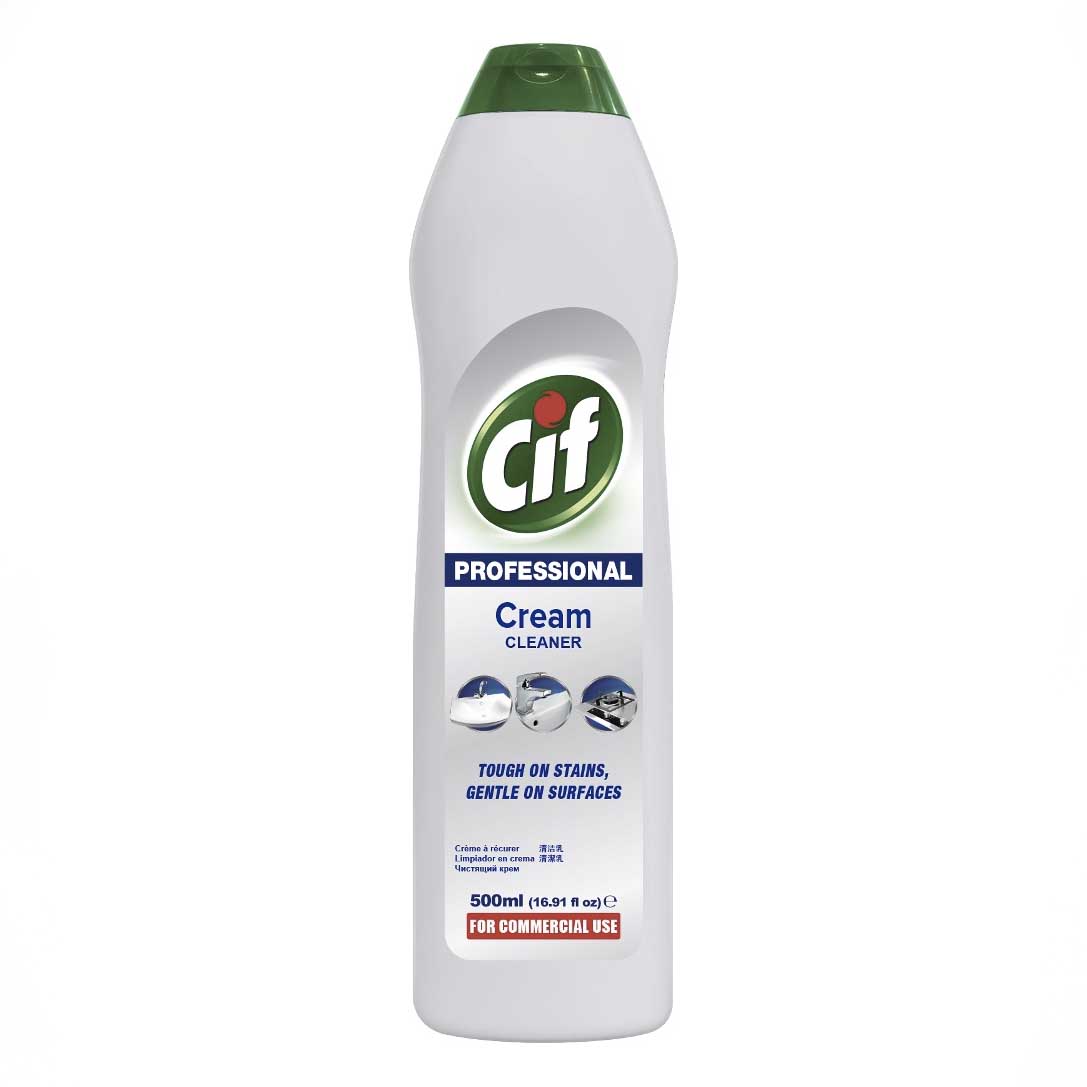 Cif
PROFESSIONAL
Cream
CLEANER
TOUGH ON STAINS,
GENTLE ON SURFACES
Crème à récurer 清洁乳
Limpiador en crema 清潔乳
Чистящий крем
500ml (16.91 fl oz) ℮
FOR COMMERCIAL USE